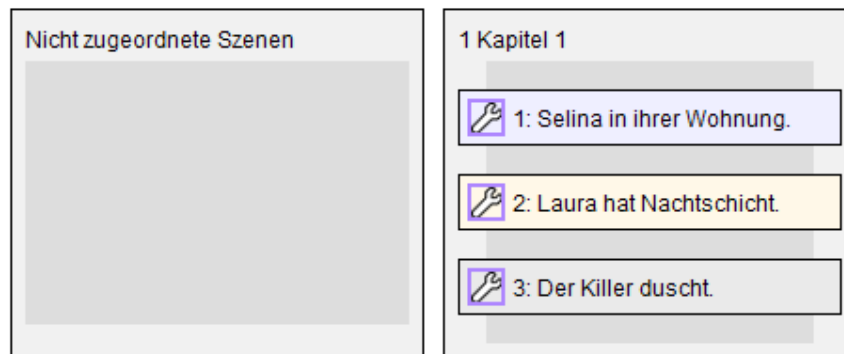 Nicht zugeordnete Szenen
1 Kapitel 1
1: Selina in ihrer Wohnung.
2: Laura hat Nachtschicht.
3: Der Killer duscht.